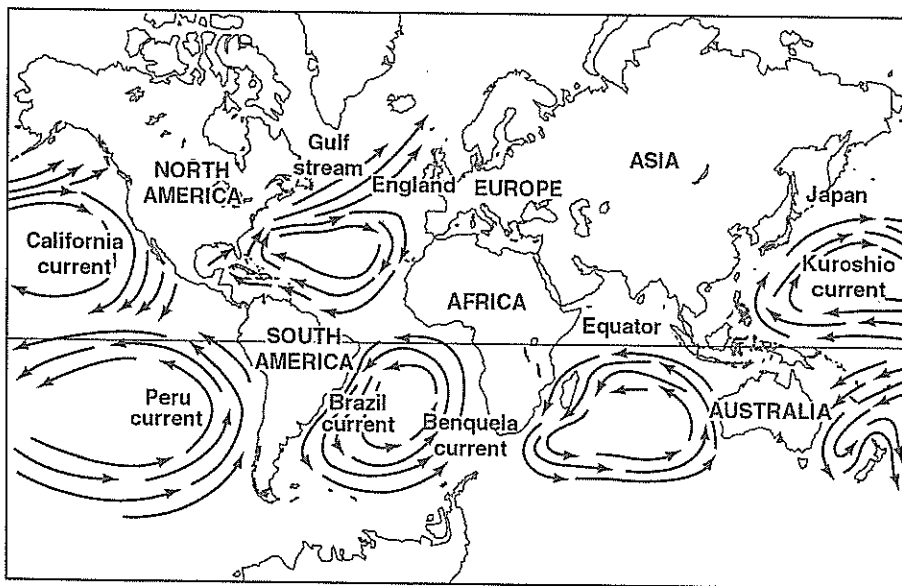 Gulf
stream
NORTH
AMERICA
England
EUROPE
ASIA
Japan
California
current
Kuroshio
current
AFRICA
Equator
SOUTH
AMERICA
Peru
current
Brazil
current
Benquela
current
AUSTRALIA